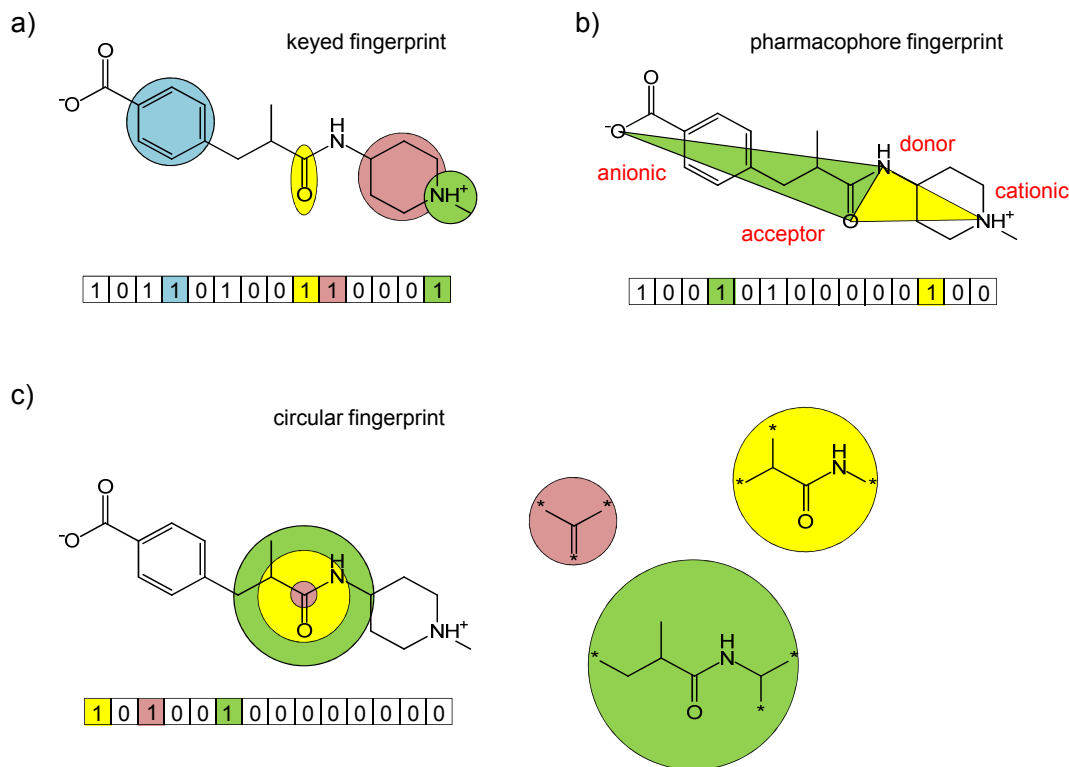 a)
keyed fingerprint
O
⁻O
H
N
O
NH⁺
1 0 1 1 0 1 0 0 1 1 0 0 0 1
b)
pharmacophore fingerprint
O
⁻O
H
N
donor
anionic
cationic
NH⁺
acceptor
O
1 0 0 1 0 1 0 0 0 0 0 1 0 0
c)
circular fingerprint
O
⁻O
H
N
O
NH⁺
1 0 1 0 0 1 0 0 0 0 0 0 0 0
* *
*
*
H
N
* *
O
H
* N *
O *